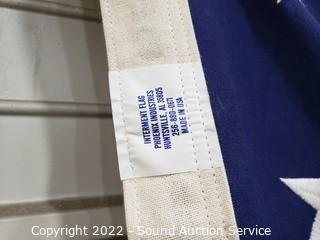 INTERMENT FLAG
PHOENIX INDUSTRIES
HUNTSVILLE, AL 35805
256-880-0671
MADE IN USA
Copyright 2022 - Sound Auction Service